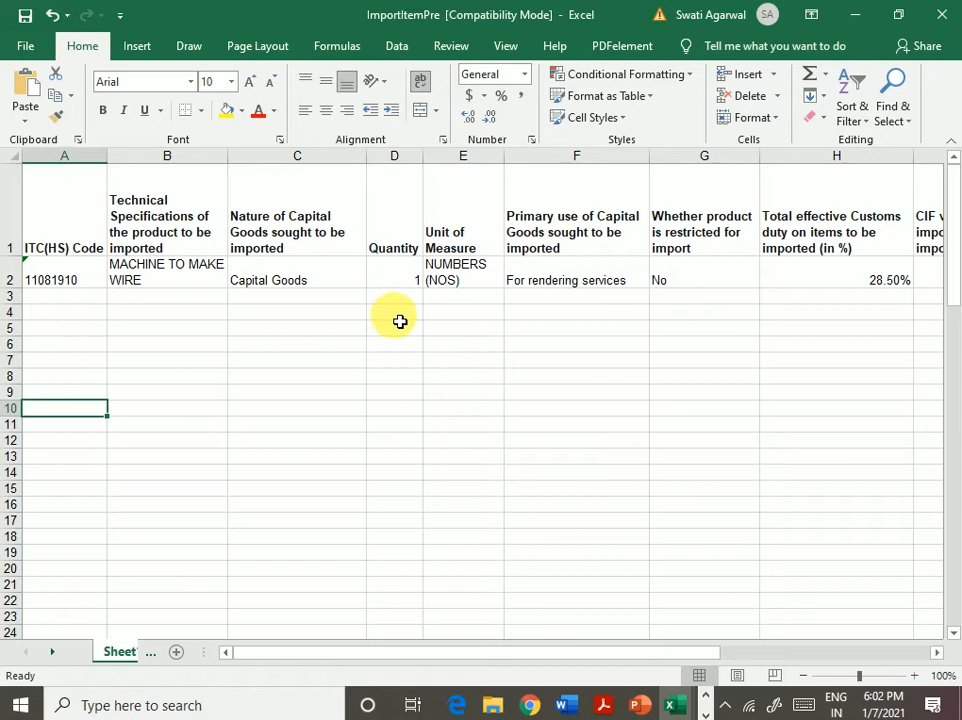 ImportItemPre [Compatibility Mode] - Excel
Swati Agarwal
SA
File
Home
Insert
Draw
Page Layout
Formulas
Data
Review
View
Help
PDFelement
Tell me what you want to do
Share
Paste
Clipboard
Arial
10
B I U
Font
Alignment
General
$ % ,
Number
Conditional Formatting
Format as Table
Cell Styles
Styles
Insert
Delete
Format
Cells
Sort &
Filter
Find &
Select
Editing
A B C D E F G H
1
ITC(HS) Code
Technical
Specifications of
the product to be
imported
Nature of Capital
Goods sought to be
imported
Quantity
Unit of
Measure
Primary use of Capital
Goods sought to be
imported
Whether product
is restricted for
import
Total effective Customs
duty on items to be
imported (in %)
CIF v
impo
impo
2
11081910
MACHINE TO MAKE
WIRE
Capital Goods
1
NUMBERS
(NOS)
For rendering services
No
28.50%
3
4
5
6
7
8
9
10
11
12
13
14
15
16
17
18
19
20
21
22
23
24
Sheet
...
Ready
100%
Type here to search
ENG
IN
6:02 PM
1/7/2021